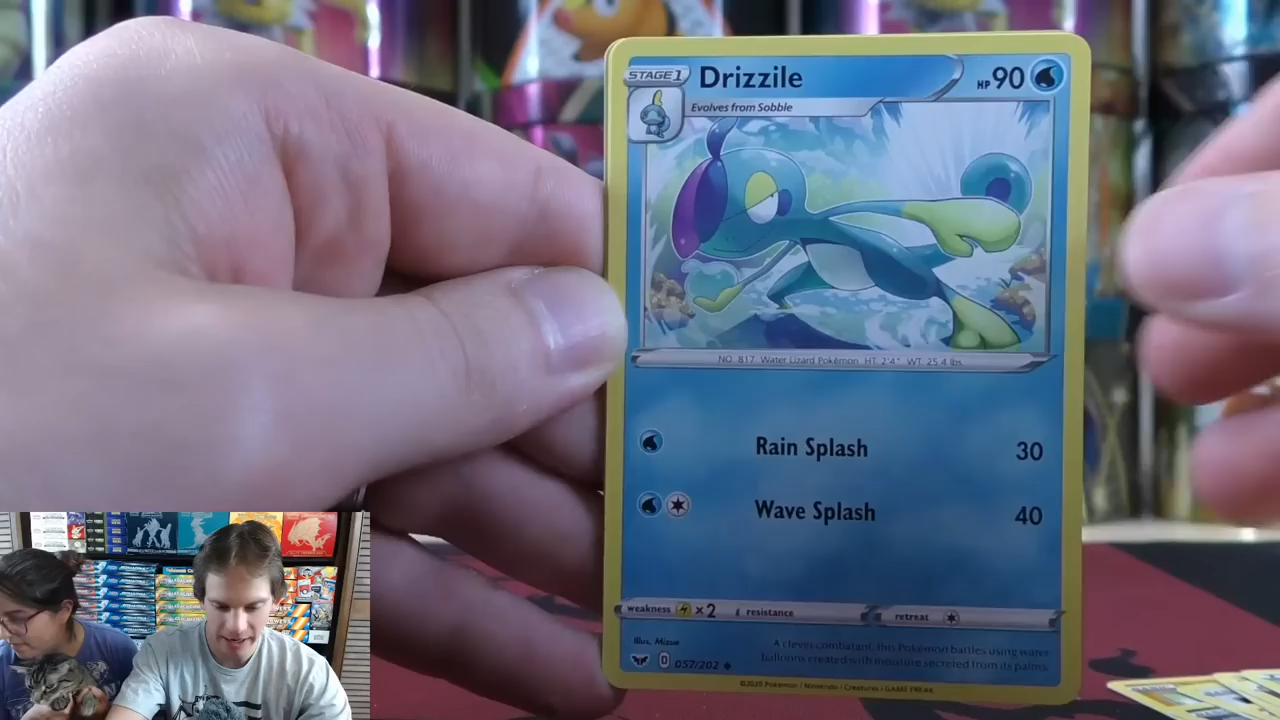 STAGE 1
Drizzile
HP 90
Evolves from Sobble
NO. 817 Water Lizard Pokémon HT: 2'4" WT: 25.4 lbs.
Rain Splash 30
Wave Splash 40
weakness ×2 resistance retreat
Illus. Mizue
A clever combatant, this Pokémon battles using water
balloons created with moisture secreted from its palms.
D 057/202
©2020 Pokémon / Nintendo / Creatures / GAME FREAK